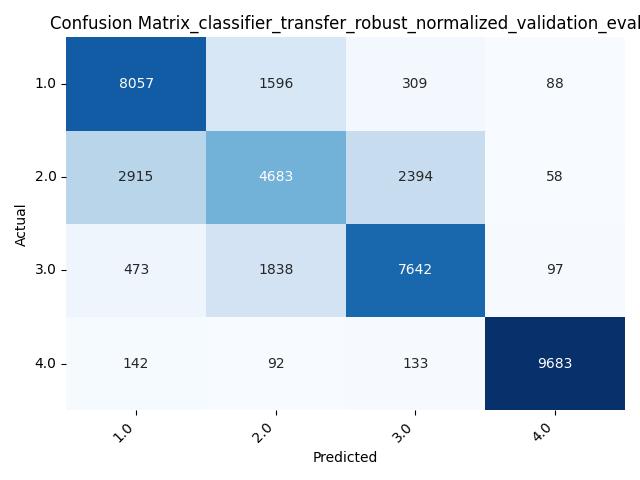 Confusion Matrix_classifier_transfer_robust_normalized_validation_eval
1.0 8057 1596 309 88
2.0 2915 4683 2394 58
3.0 473 1838 7642 97
4.0 142 92 133 9683
Actual
1.0 2.0 3.0 4.0
Predicted